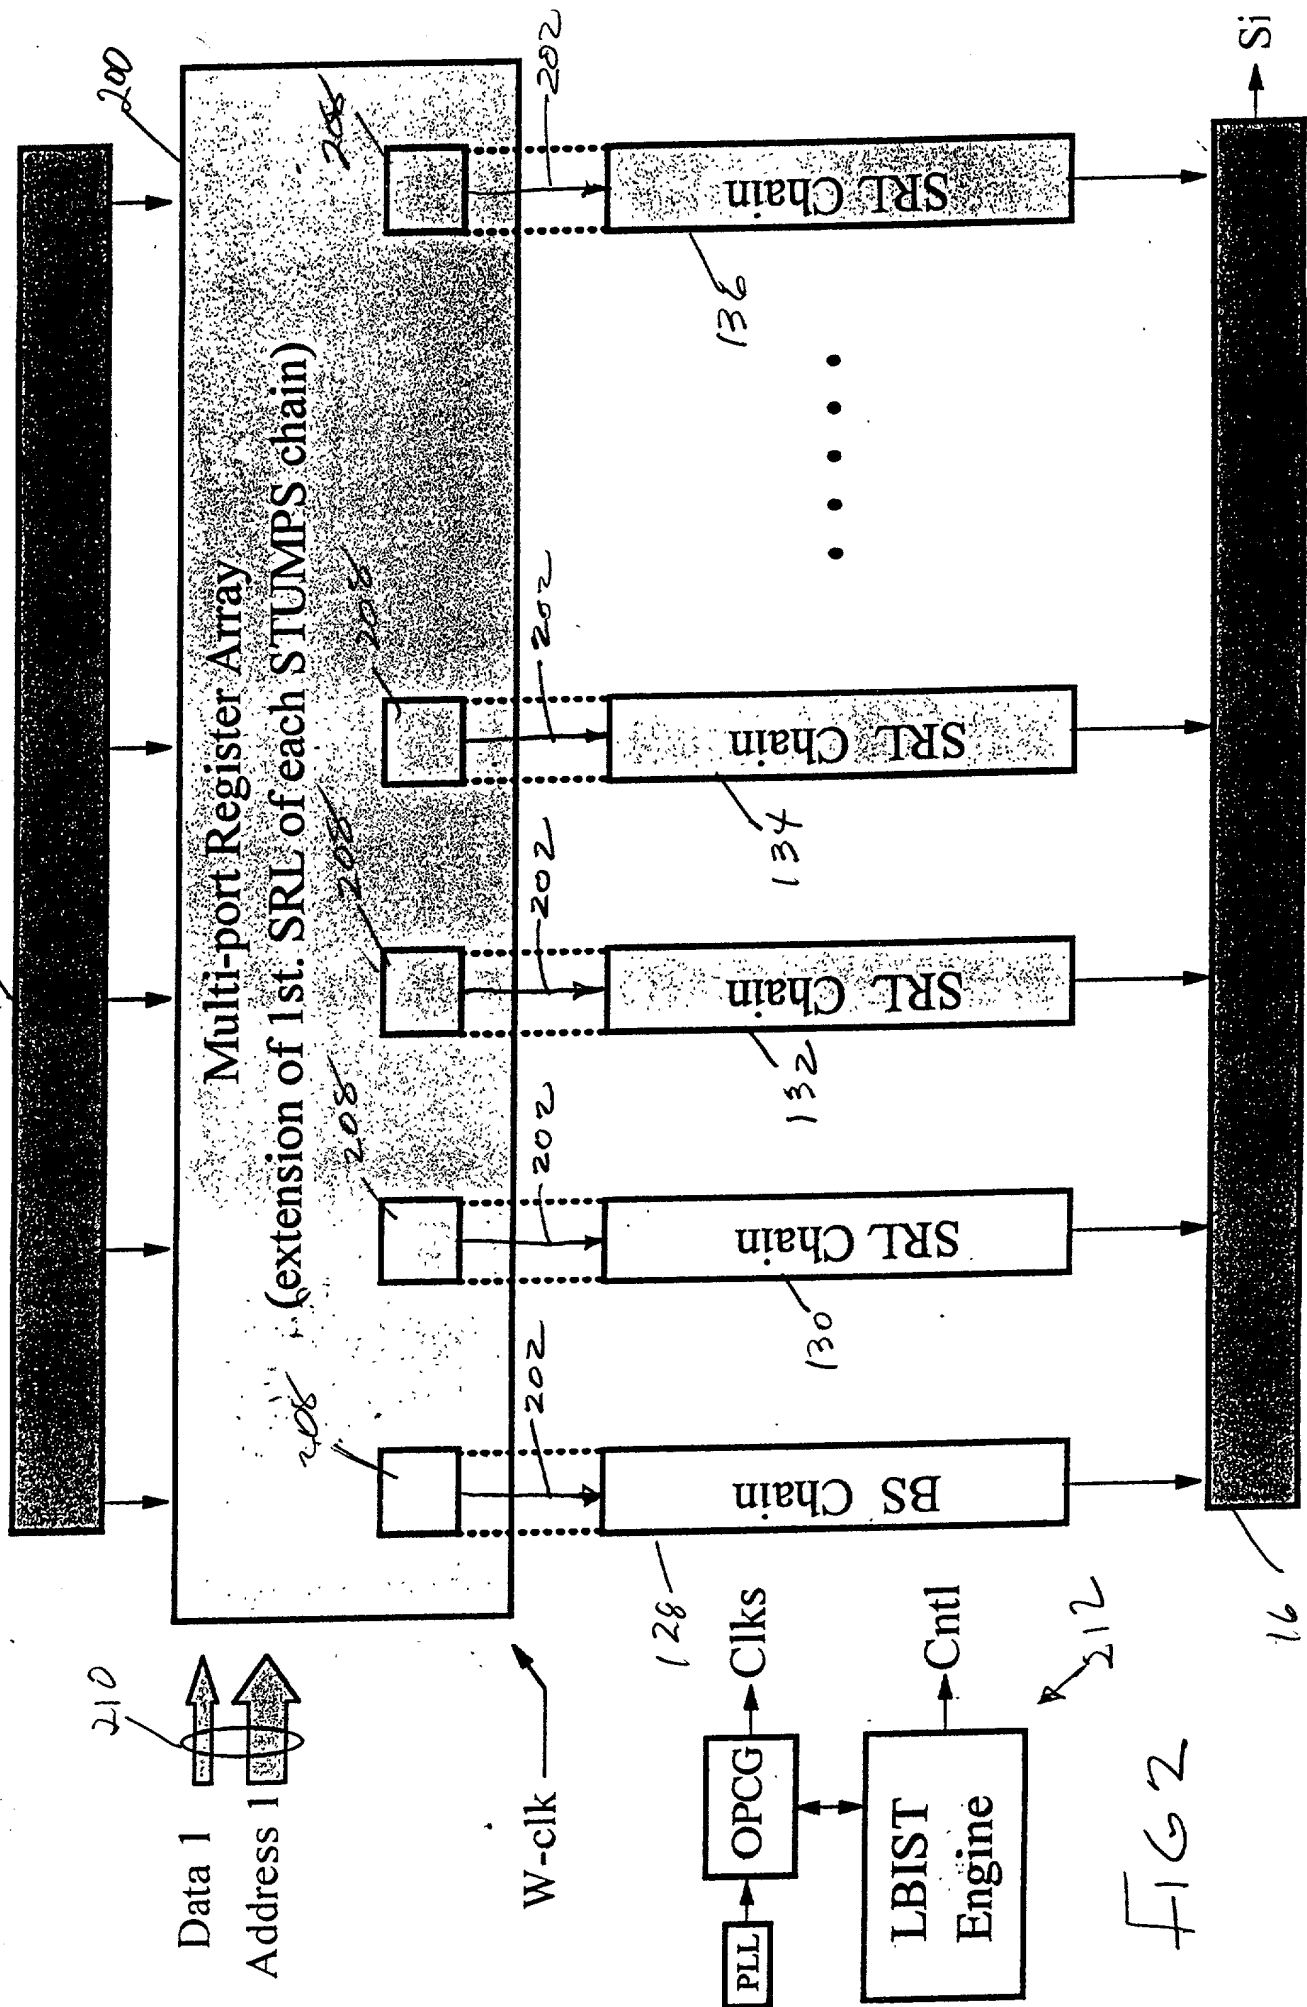 200
Multi-port Register Array
(extension of 1st. SRL of each STUMPS chain)
210
Data 1
Address 1
208
208
208
208
208
W-clk
202
202
202
202
202
128
BS Chain
130
SRL Chain
132
SRL Chain
134
SRL Chain
136
SRL Chain
PLL
OPCG
Clks
LBIST
Engine
Cntl
212
16
Si
FIG 2